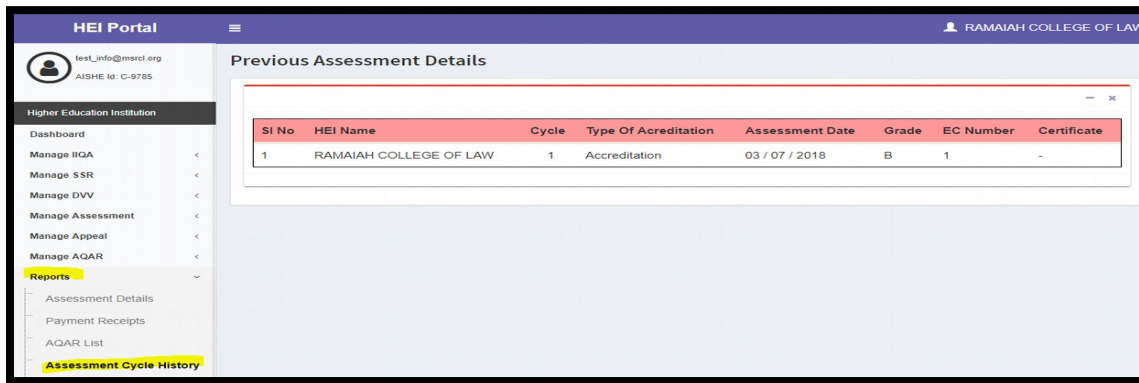 HEI Portal
RAMAIAH COLLEGE OF LAW
test_info@msrcl.org
AISHE Id: C-9785
Higher Education Institution
Dashboard
Manage IIQA
Manage SSR
Manage DVV
Manage Assessment
Manage Appeal
Manage AQAR
Reports
Assessment Details
Payment Receipts
AQAR List
Assessment Cycle History
Previous Assessment Details
SI No HEI Name Cycle Type Of Acreditation Assessment Date Grade EC Number Certificate
1 RAMAIAH COLLEGE OF LAW 1 Accreditation 03 / 07 / 2018 B 1 -